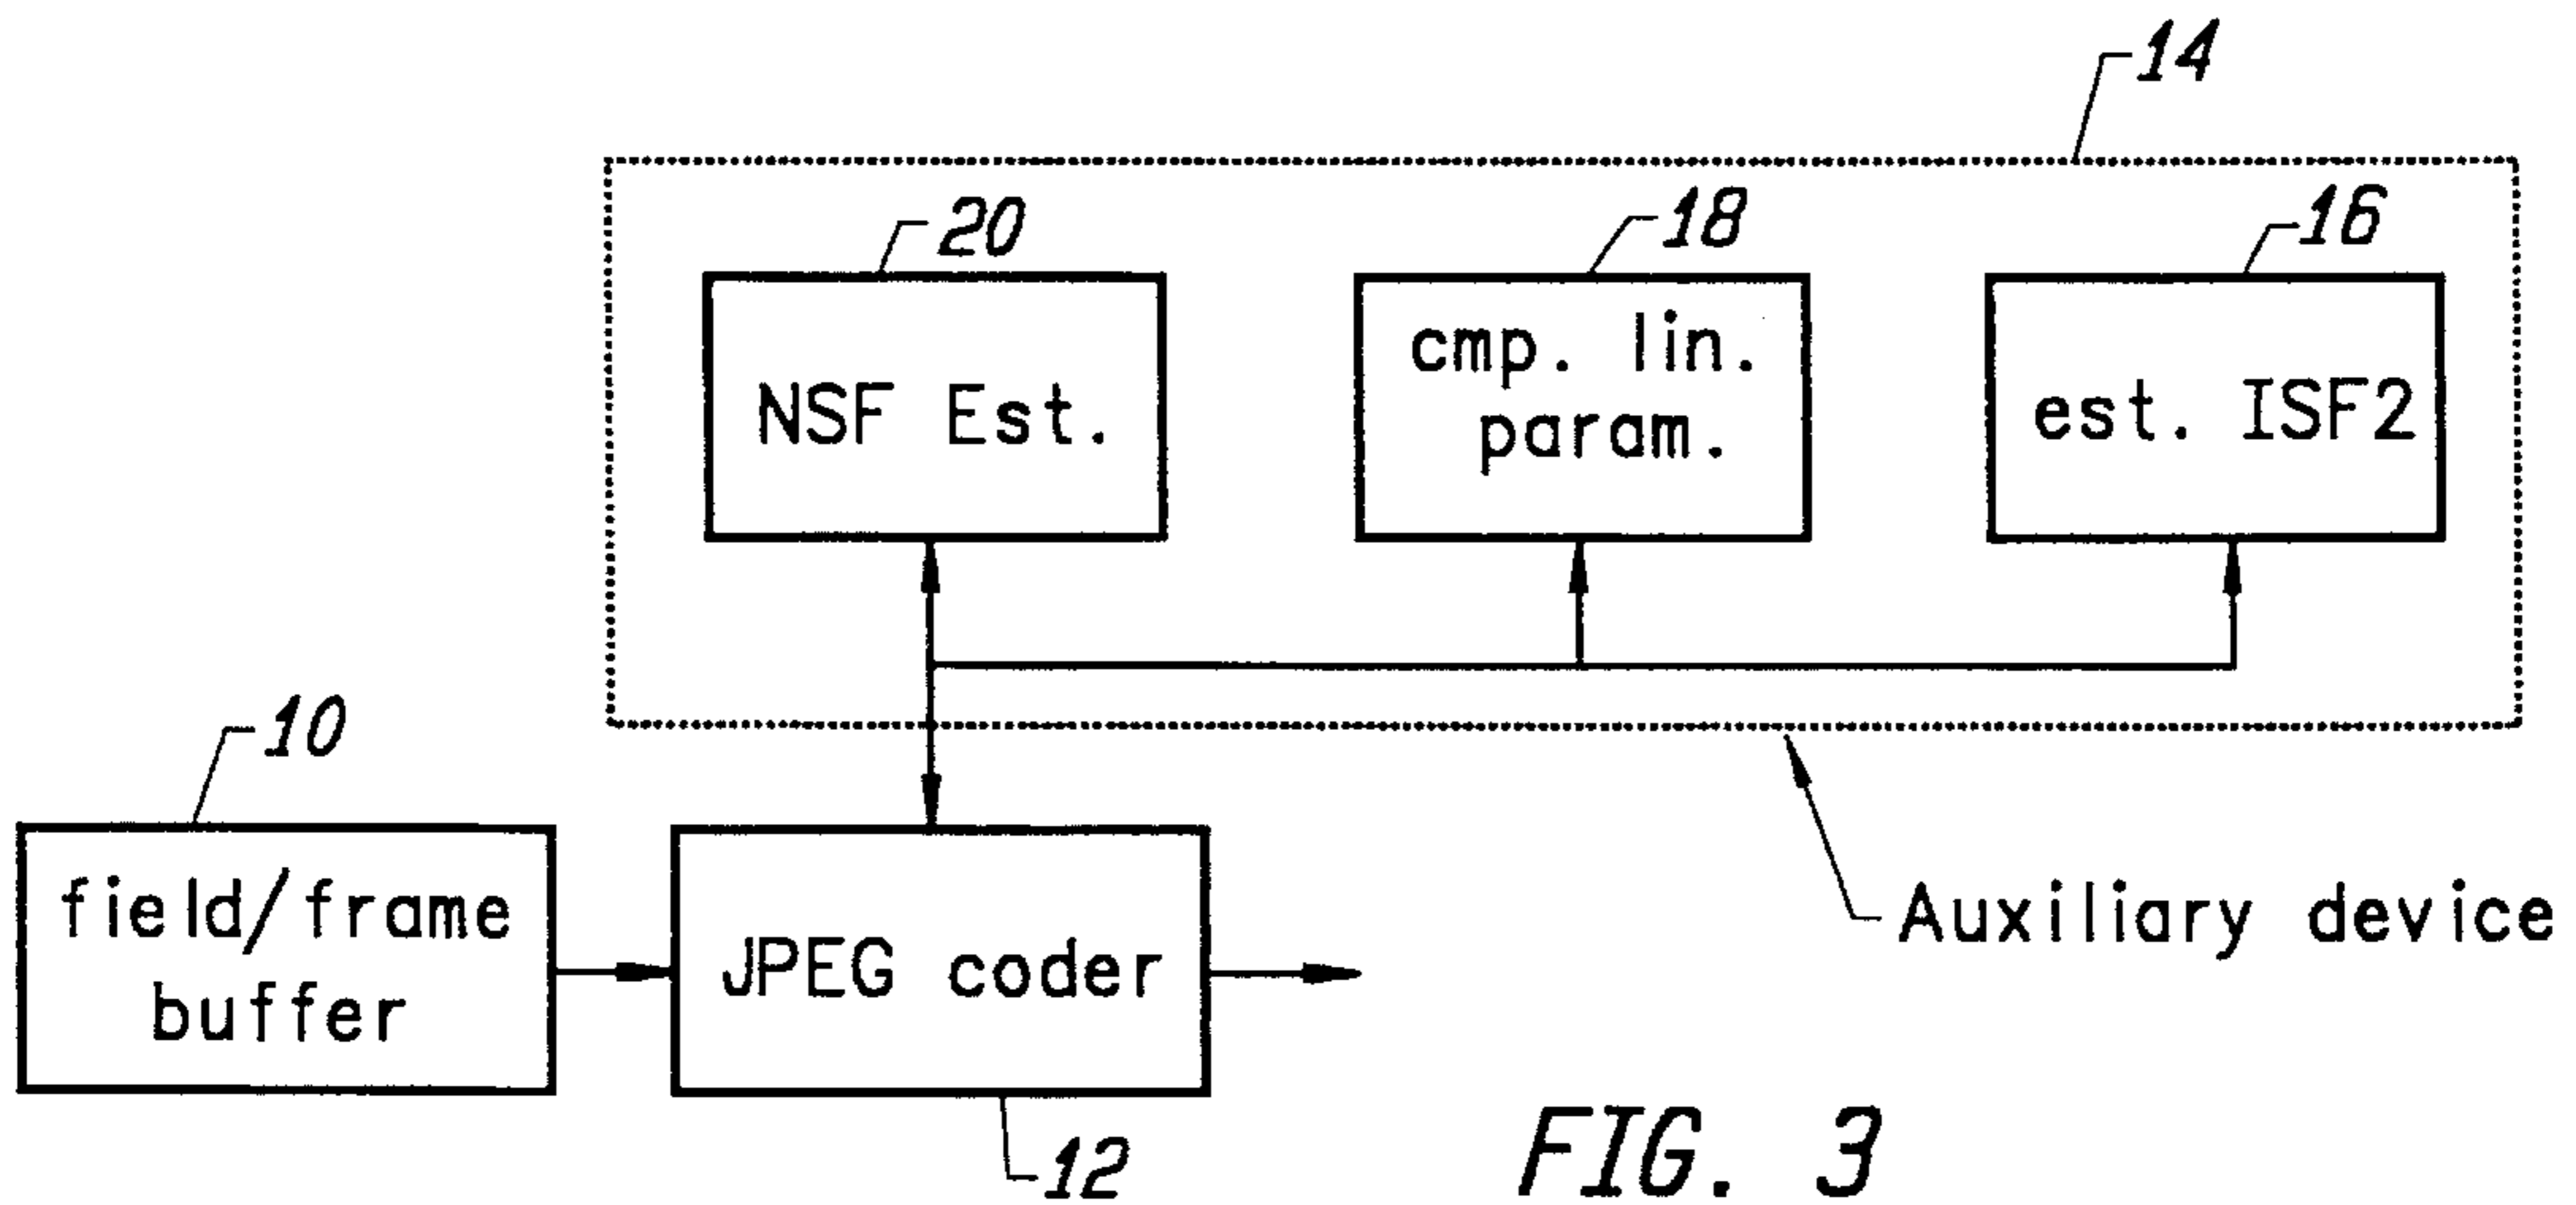 14
20
18
16
NSF Est.
cmp. lin.
param.
est. ISF2
10
field/frame
buffer
JPEG coder
Auxiliary device
12
FIG. 3